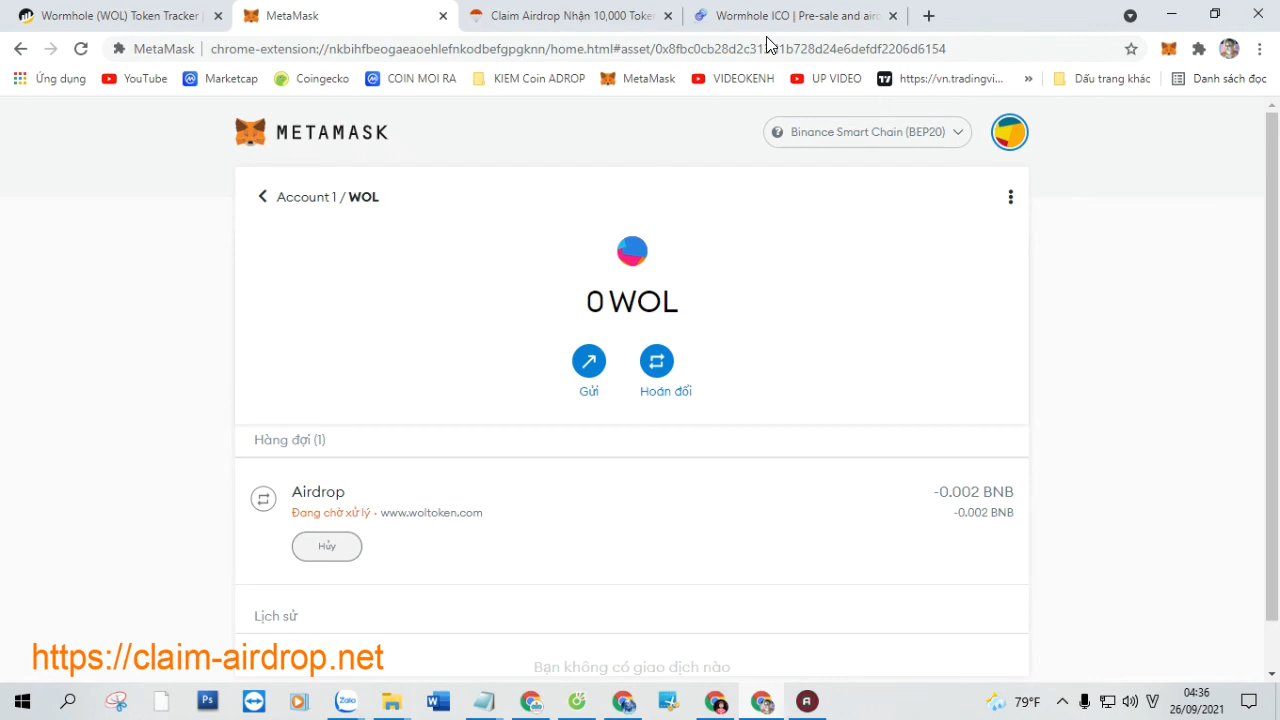 Wormhole (WOL) Token Tracker
MetaMask
Claim Airdrop Nhận 10,000 Toke
Wormhole ICO | Pre-sale and air
MetaMask
chrome-extension://nkbihfbeogaeaoehlefnkodbefgpgknn/home.html#asset/
Ứng dụng
YouTube
Marketcap
Coingecko
COIN MOI RA
KIEM Coin ADROP
MetaMask
VIDEOKENH
UP VIDEO
https://vn.tradingvi...
»
Dấu trang khác
Danh sách đọc
METAMASK
Binance Smart Chain (BEP20)
Account 1 / WOL
0 WOL
Gửi
Hoán đổi
Hàng đợi (1)
Airdrop
-0.002 BNB
Đang chờ xử lý · www.woltoken.com
-0.002 BNB
Hủy
Lịch sử
https://claim-airdrop.net
Bạn không có giao dịch nào
Ps
Zalo
W
79°F
V
04:36
26/09/2021